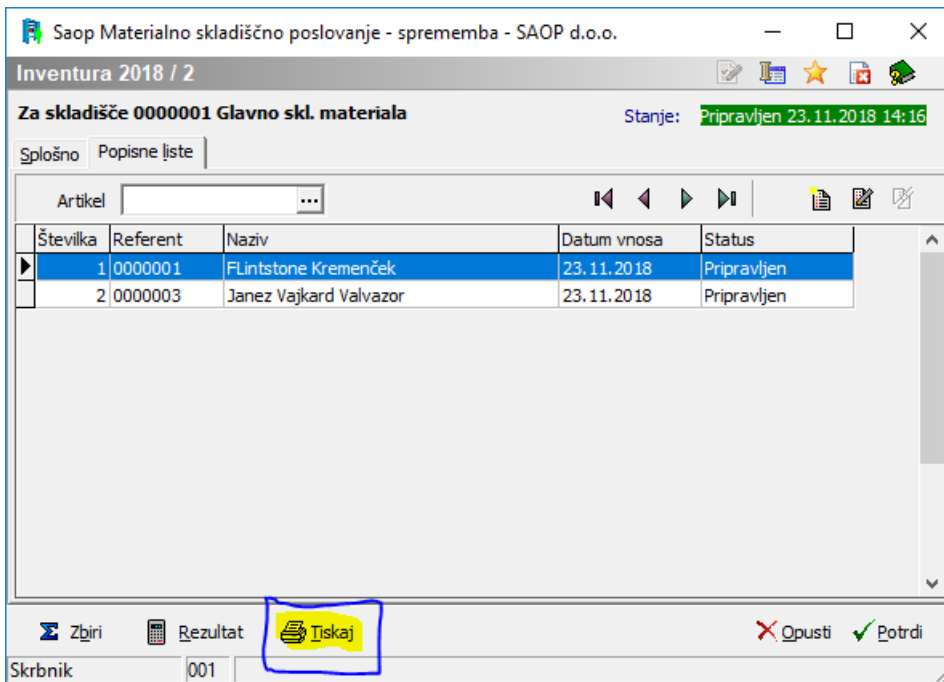 Saop Materialno skladiščno poslovanje - sprememba - SAOP d.o.o.
Inventura 2018 / 2
Za skladišče 0000001 Glavno skl. materiala Stanje: Pripravljen 23.11.2018 14:16
Splošno Popisne liste
Artikel ...
Številka Referent Naziv Datum vnosa Status
1 0000001 FLintstone Kremenček 23.11.2018 Pripravljen
2 0000003 Janez Vajkard Valvazor 23.11.2018 Pripravljen
Zbiri Rezultat Tiskaj Opusti Potrdi
Skrbnik 001